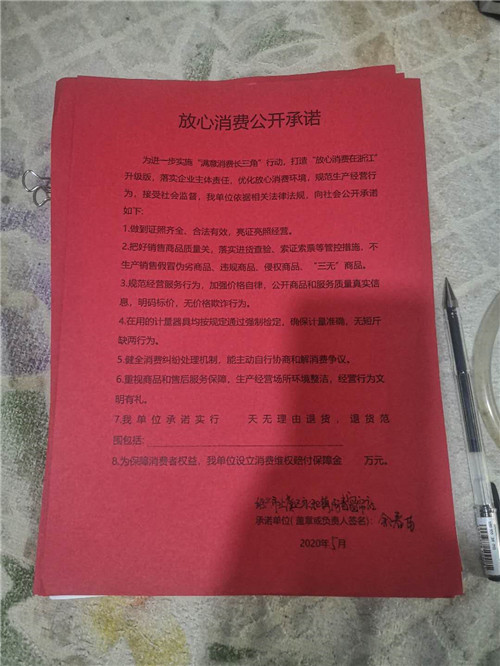 放心消费公开承诺
为进一步实施“满意消费长三角”行动，打造“放心消费在浙江”
升级版，落实企业主体责任，优化放心消费环境，规范生产经营行
为，接受社会监督，我单位依据相关法律法规，向社会公开承诺
如下:
1.做到证照齐全、合法有效，亮证亮照经营。
2.把好销售商品质量关，落实进货查验、索证索票等管控措施，不
生产销售假冒伪劣商品、违规商品、侵权商品、“三无”商品。
3.规范经营服务行为，加强价格自律，公开商品和服务质量真实信
息，明码标价，无价格欺诈行为。
4.在用的计量器具均按规定通过强制检定，确保计量准确，无短斤
缺两行为。
5.健全消费纠纷处理机制，能主动自行协商和解消费争议。
6.重视商品和售后服务保障，生产经营场所环境整洁，经营行为文
明有礼。
7.我单位承诺实行 天无理由退货，退货范
围包括:
8.为保障消费者权益，我单位设立消费维权赔付保障金 万元。
承诺单位(盖章或负责人签名):
2020年5月